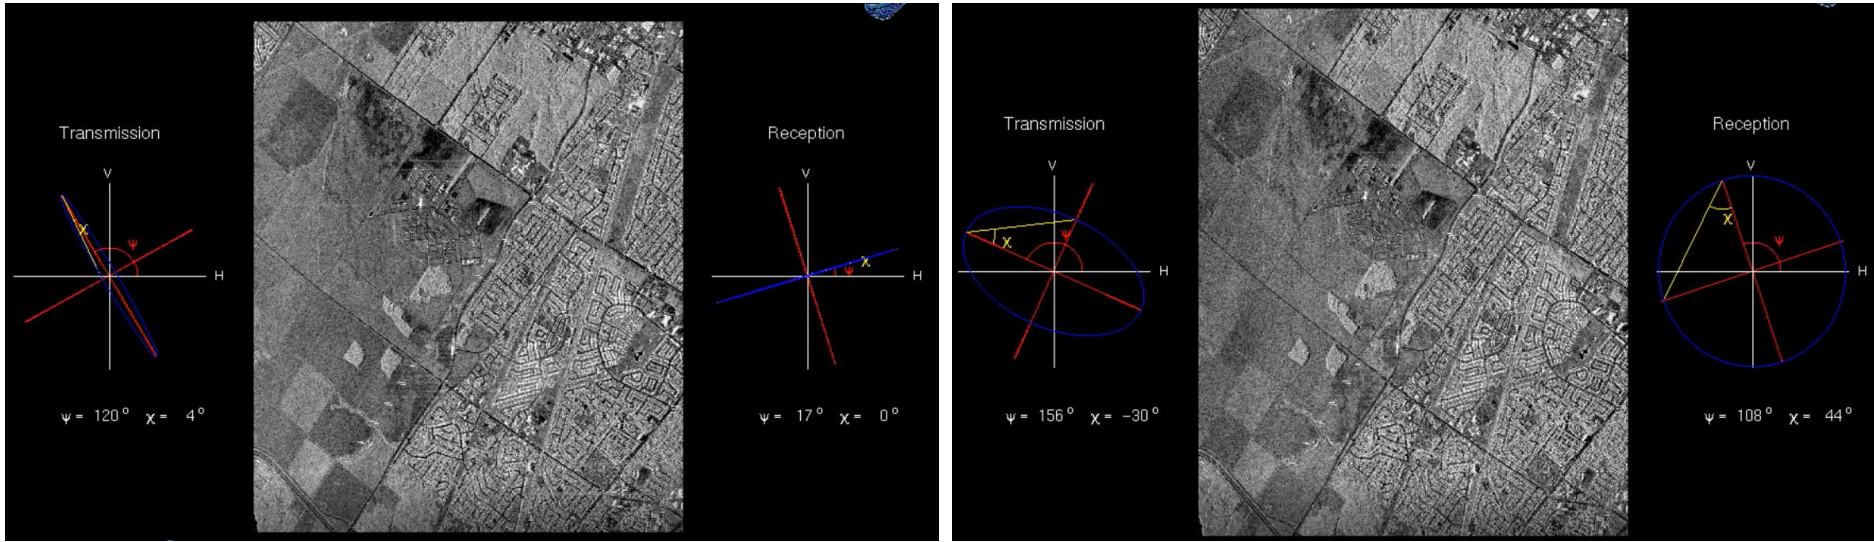 Transmission
V
χ
ψ
H
ψ = 120° χ = 4°
Reception
V
χ
ψ
H
ψ = 17° χ = 0°
Transmission
V
ψ
χ
H
ψ = 156° χ = -30°
Reception
V
χ
ψ
H
ψ = 108° χ = 44°